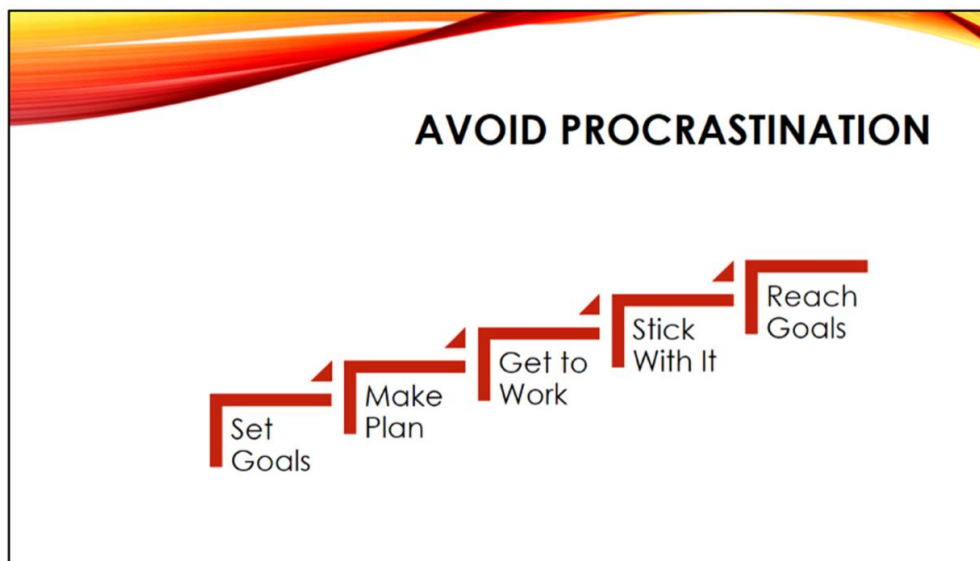 AVOID PROCRASTINATION
Set
Goals
Make
Plan
Get to
Work
Stick
With It
Reach
Goals